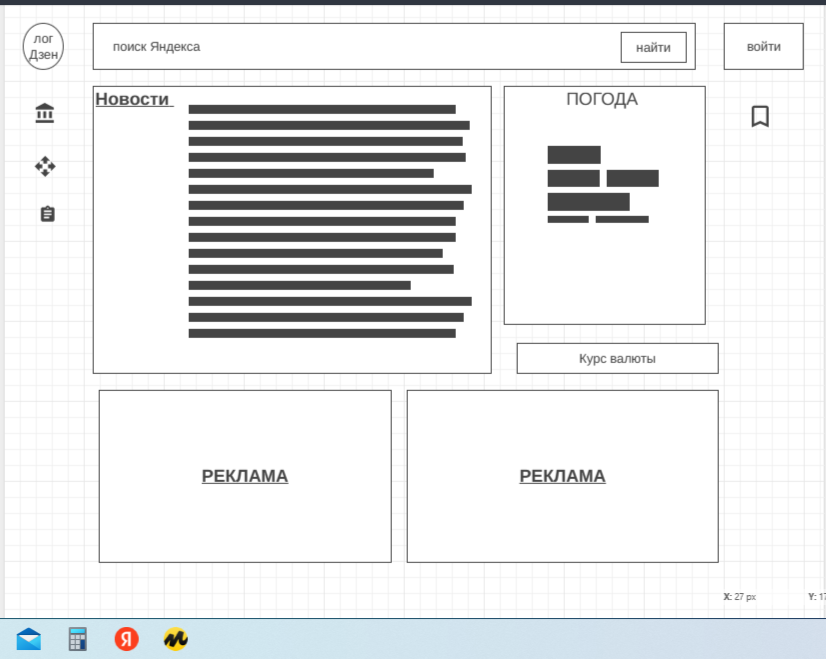 лог
Дзен
поиск Яндекса
найти
войти
Новости
ПОГОДА
Курс валюты
РЕКЛАМА
РЕКЛАМА
X: 27 px
Y: 17
Я